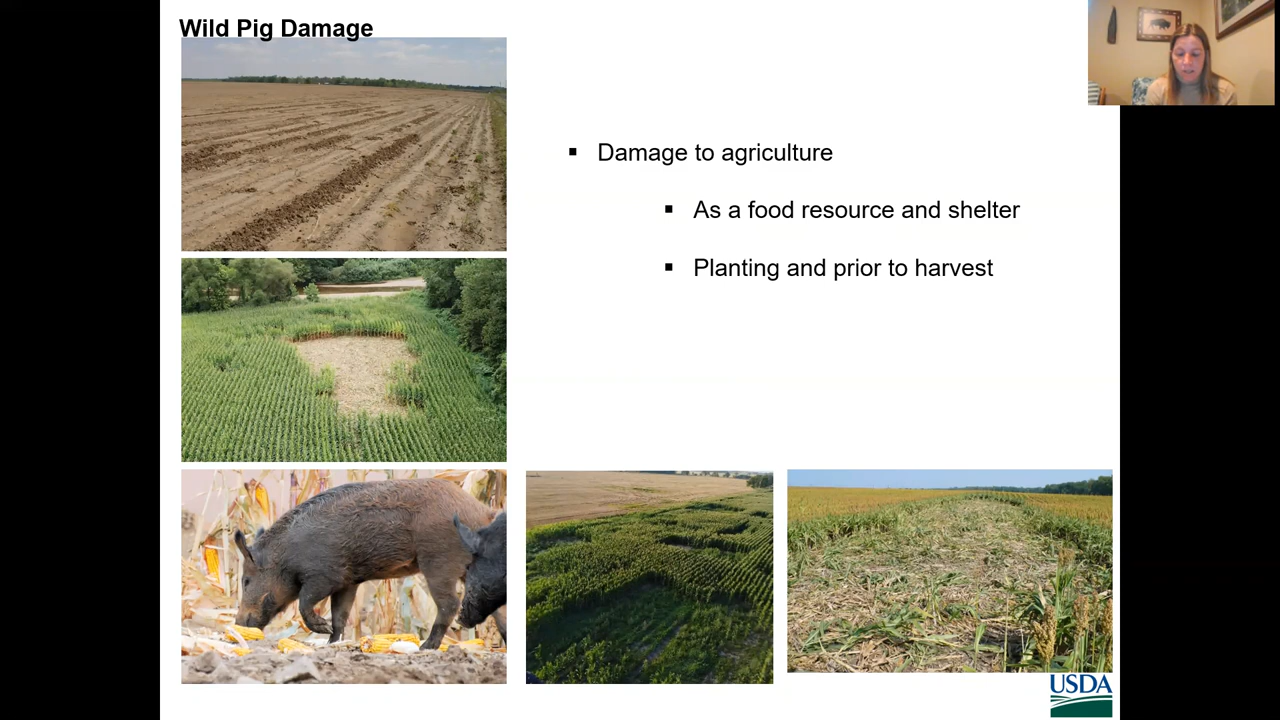 Wild Pig Damage
▪ Damage to agriculture
▪ As a food resource and shelter
▪ Planting and prior to harvest
USDA